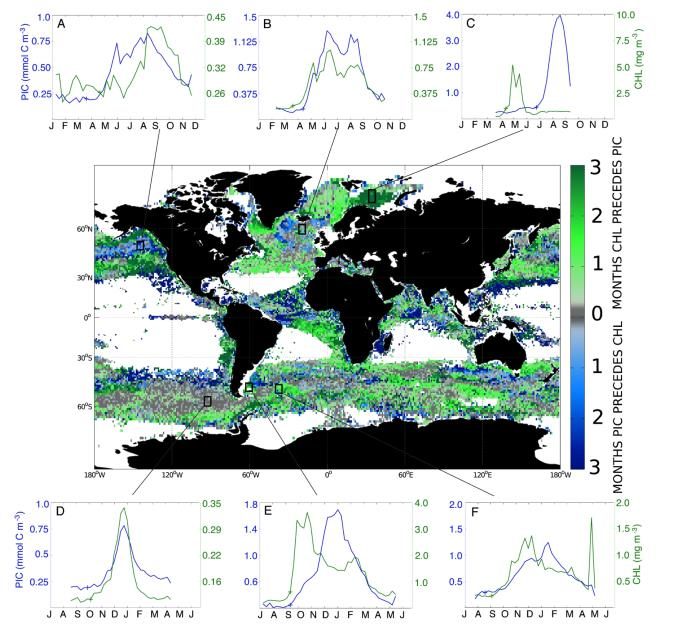 A
B
C
1.0
0.75
0.50
0.25
PIC (mmol C m-3)
0.45
0.39
0.32
0.26
J F M A M J J A S O N D
1.5
1.125
0.75
0.375
1.5
1.125
0.75
0.375
J F M A M J J A S O N D
4.0
3.0
2.0
1.0
10.0
7.5
5.0
2.5
CHL (mg m-3)
J F M A M J J A S O N D
60°N
30°N
0°
30°S
60°S
180°W 120°W 60°W 0° 60°E 120°E 180°W
3
2
1
0
1
2
3
MONTHS PIC PRECEDES CHL MONTHS CHL PRECEDES PIC
D
E
F
1.0
0.75
0.5
0.25
PIC (mmol C m-3)
0.35
0.29
0.22
0.16
J A S O N D J F M A M J
1.8
1.4
1.0
0.6
4.0
3.0
2.0
1.0
J A S O N D J F M A M J
2.0
1.5
1.0
0.5
2.0
1.5
1.0
0.5
CHL (mg m-3)
J A S O N D J F M A M J